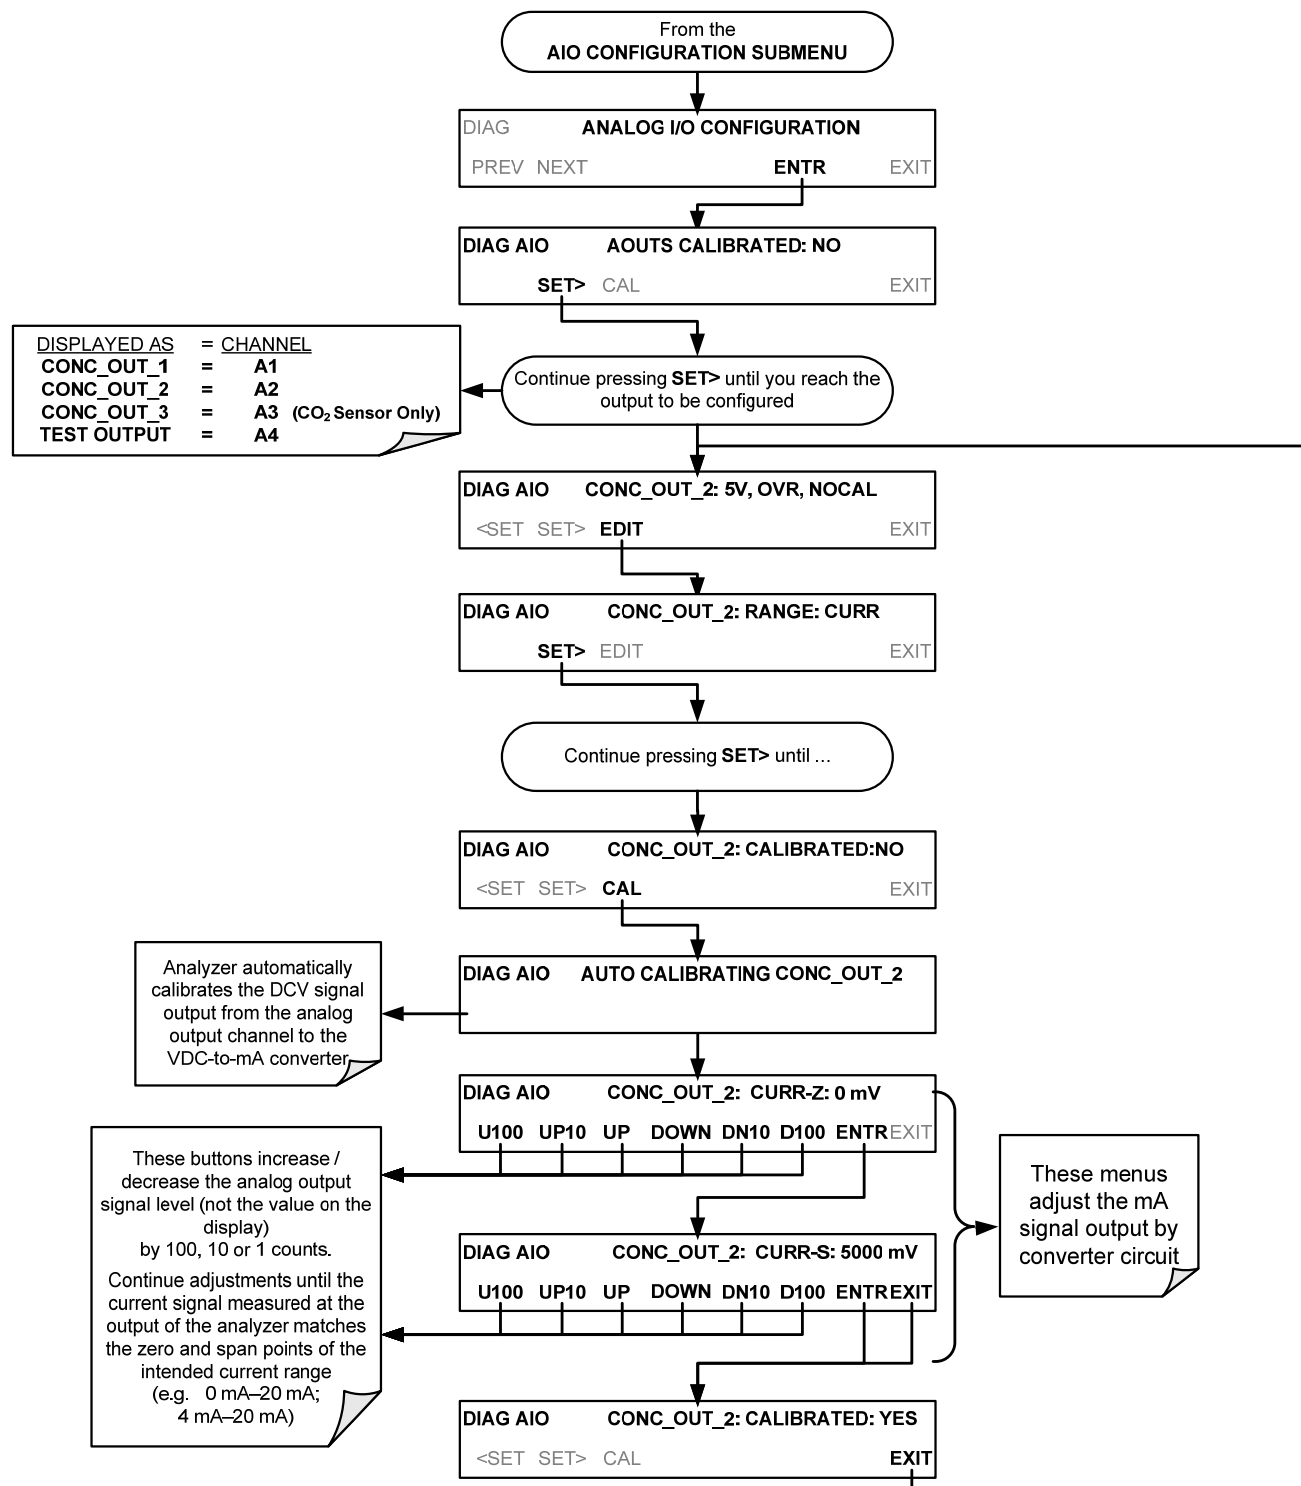 From the
AIO CONFIGURATION SUBMENU
DIAG ANALOG I/O CONFIGURATION
PREV NEXT ENTR EXIT
DIAG AIO AOUTS CALIBRATED: NO
SET> CAL EXIT
DISPLAYED AS = CHANNEL
CONC_OUT_1 = A1
CONC_OUT_2 = A2
CONC_OUT_3 = A3 (CO₂ Sensor Only)
TEST OUTPUT = A4
Continue pressing SET> until you reach the
output to be configured
DIAG AIO CONC_OUT_2: 5V, OVR, NOCAL
<SET SET> EDIT EXIT
DIAG AIO CONC_OUT_2: RANGE: CURR
SET> EDIT EXIT
Continue pressing SET> until ...
DIAG AIO CONC_OUT_2: CALIBRATED:NO
<SET SET> CAL EXIT
DIAG AIO AUTO CALIBRATING CONC_OUT_2
Analyzer automatically
calibrates the DCV signal
output from the analog
output channel to the
VDC-to-mA converter.
DIAG AIO CONC_OUT_2: CURR-Z: 0 mV
U100 UP10 UP DOWN DN10 D100 ENTR EXIT
These buttons increase /
decrease the analog output
signal level (not the value on the
display)
by 100, 10 or 1 counts.
Continue adjustments until the
current signal measured at the
output of the analyzer matches
the zero and span points of the
intended current range
(e.g. 0 mA–20 mA;
4 mA–20 mA)
These menus
adjust the mA
signal output by
converter circuit
DIAG AIO CONC_OUT_2: CURR-S: 5000 mV
U100 UP10 UP DOWN DN10 D100 ENTR EXIT
DIAG AIO CONC_OUT_2: CALIBRATED: YES
<SET SET> CAL EXIT